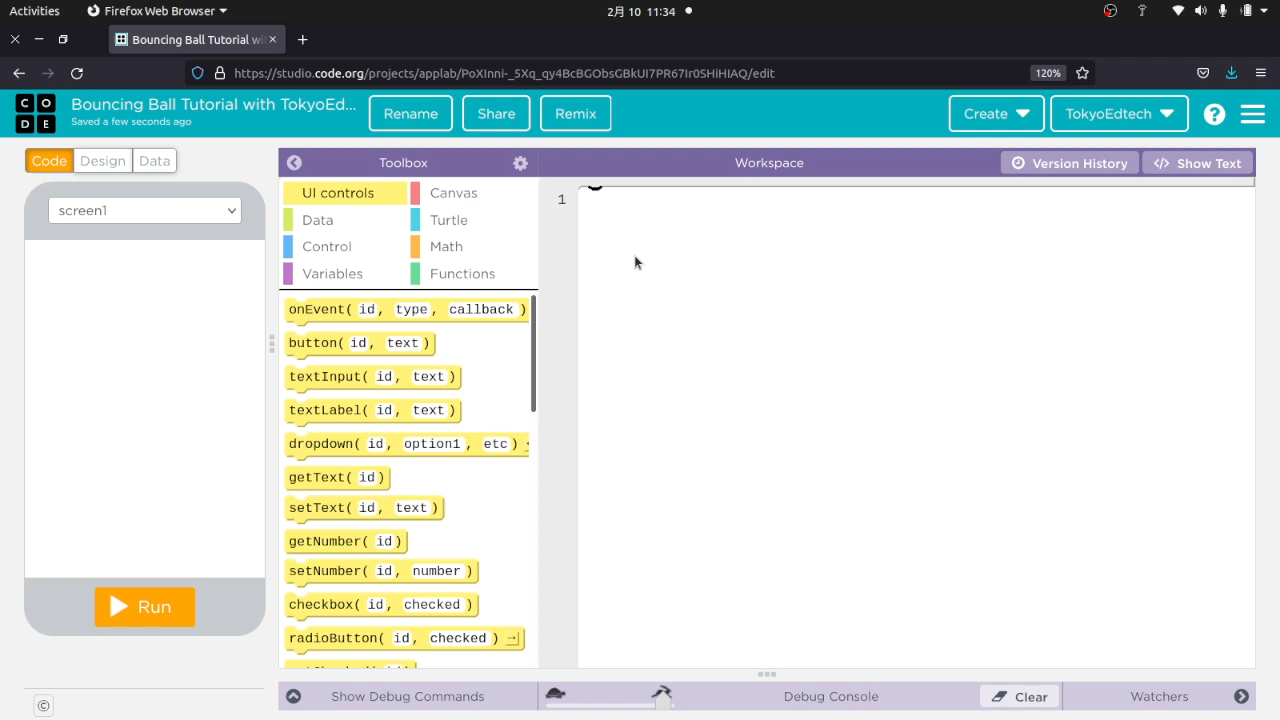 Activities Firefox Web Browser 2月 10 11:34
Bouncing Ball Tutorial wi
https://studio.code.org/projects/applab/PoXInni-_5Xq_qy4BcBGObsGBkUI7PR67Ir0SHiHIAQ/edit 120%
C O D E
Bouncing Ball Tutorial with TokyoEd...
Saved a few seconds ago
Rename Share Remix Create TokyoEdtech ?
Code Design Data
Toolbox Workspace Version History </> Show Text
screen1
UI controls Canvas
Data Turtle
Control Math
Variables Functions
1
onEvent( id, type, callback )
button( id, text )
textInput( id, text )
textLabel( id, text )
dropdown( id, option1, etc )
getText( id )
setText( id, text )
getNumber( id )
setNumber( id, number )
checkbox( id, checked )
radioButton( id, checked )
Run
Show Debug Commands Debug Console Clear Watchers
©